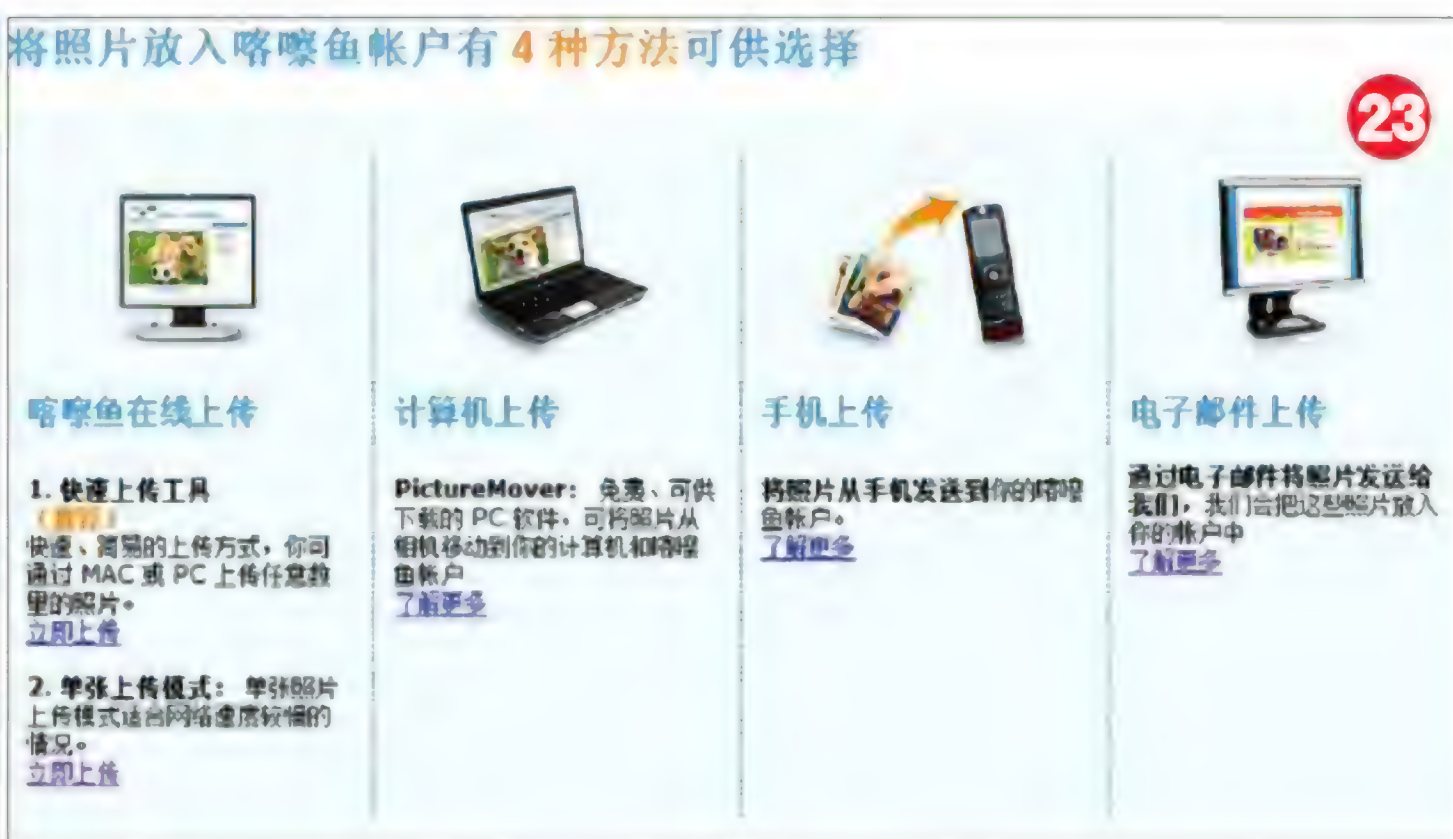 将照片放入喀嚓鱼帐户有 4 种方法可供选择
23
喀嚓鱼在线上传
1. 快速上传工具
（推荐）
快速、简易的上传方式，你可
通过 MAC 或 PC 上传任意数
里的照片。
立即上传
2. 单张上传模式： 单张照片
上传模式适合网络速度较慢的
情况。
立即上传
计算机上传
PictureMover： 免费、可供
下载的 PC 软件，可将照片从
相机移动到你的计算机和喀嚓
鱼帐户
了解更多
手机上传
将照片从手机发送到你的喀嚓
鱼帐户。
了解更多
电子邮件上传
通过电子邮件将照片发送给
我们，我们会把这些照片放入
你的帐户中
了解更多